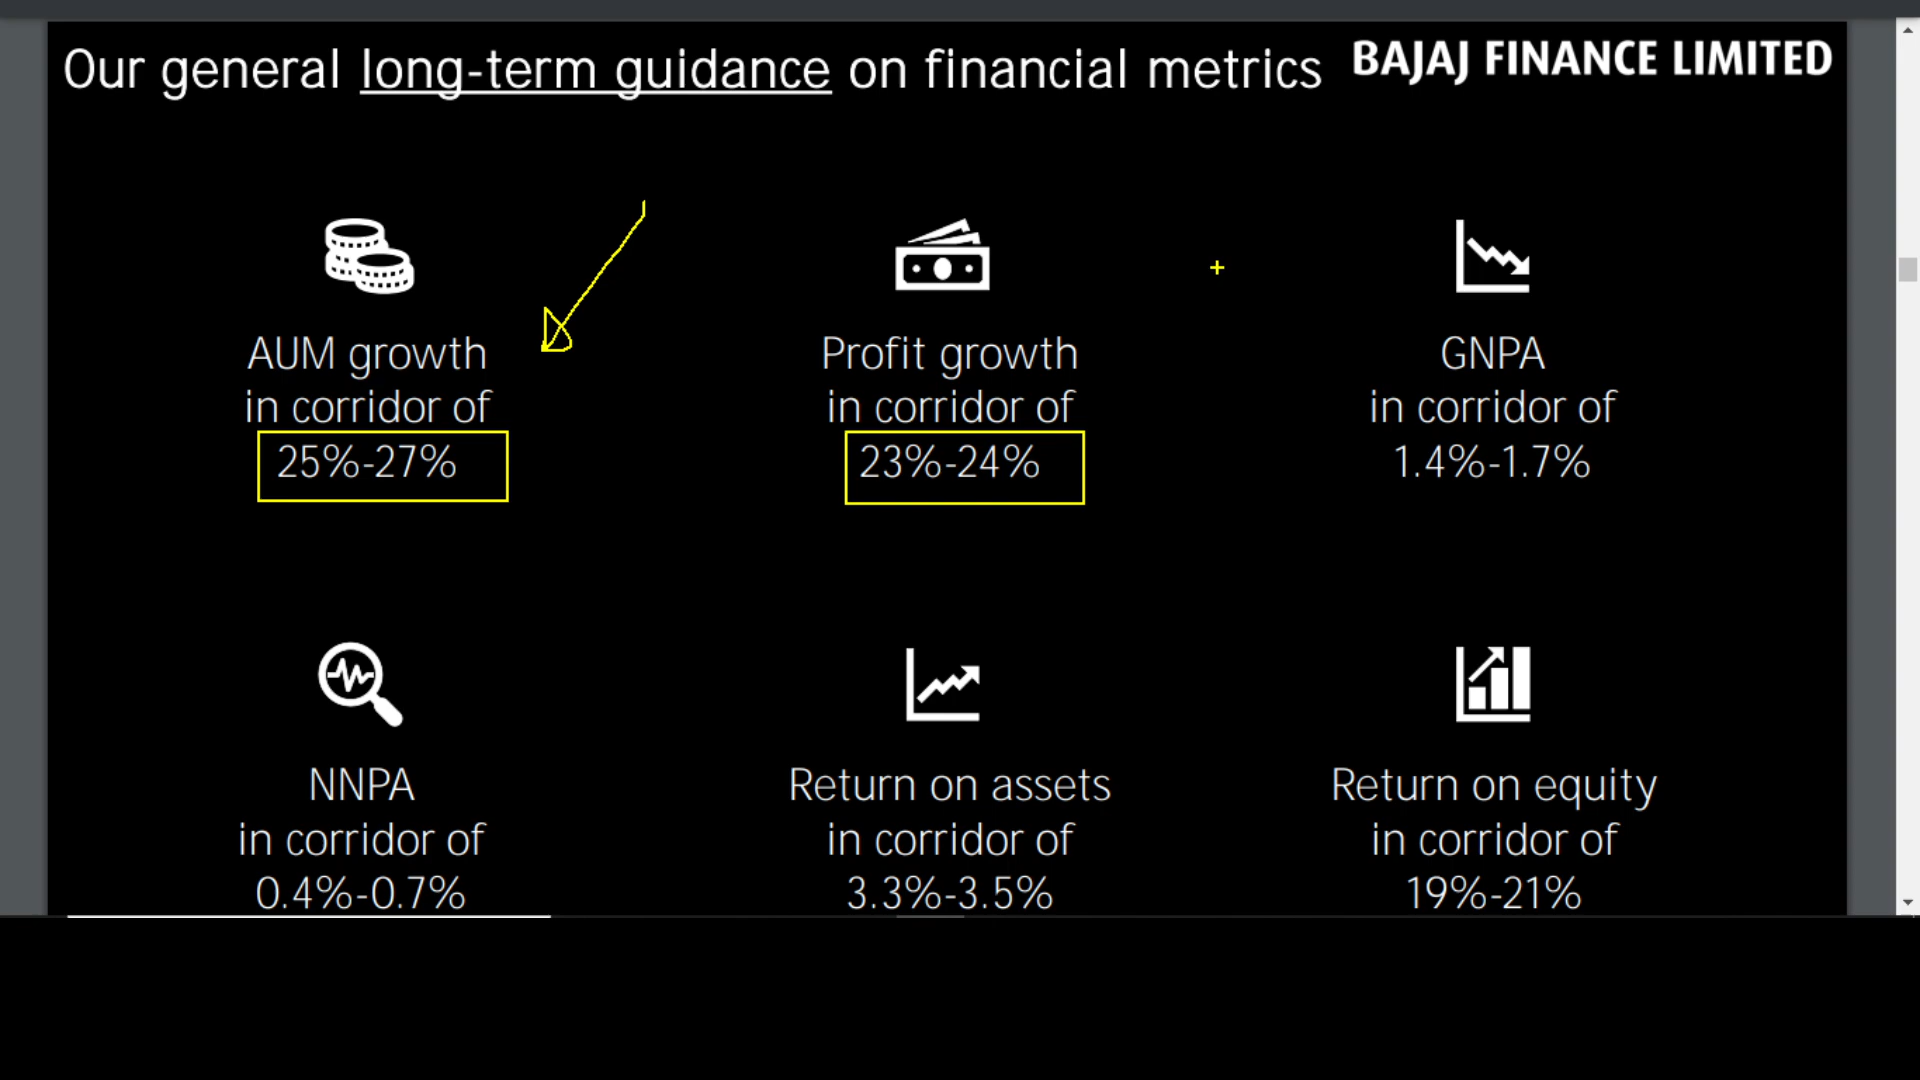 Our general long-term guidance on financial metrics
BAJAJ FINANCE LIMITED
AUM growth
in corridor of
25%-27%
Profit growth
in corridor of
23%-24%
GNPA
in corridor of
1.4%-1.7%
NNPA
in corridor of
0.4%-0.7%
Return on assets
in corridor of
3.3%-3.5%
Return on equity
in corridor of
19%-21%